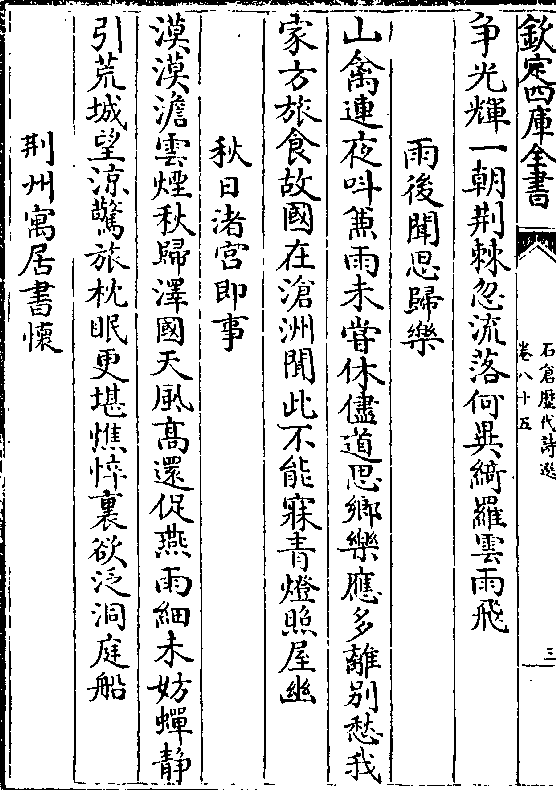 欽定四庫全書
石倉歷代詩選
卷八十五
三
争光輝一朝荆棘忽流落何異綺羅雲雨飛
雨後聞思歸樂
山禽連夜叫兼雨未嘗休儘道思鄉樂應多離别愁我
家方旅食故國在滄洲聞此不能寐青燈照屋幽
秋日渚宫即事
漠漠澹雲煙秋歸澤國天風髙還促燕雨細未妨蟬静
引荒城望涼驚旅枕眠更堪憔悴裏欲泛洞庭船
荆州寓居書懷